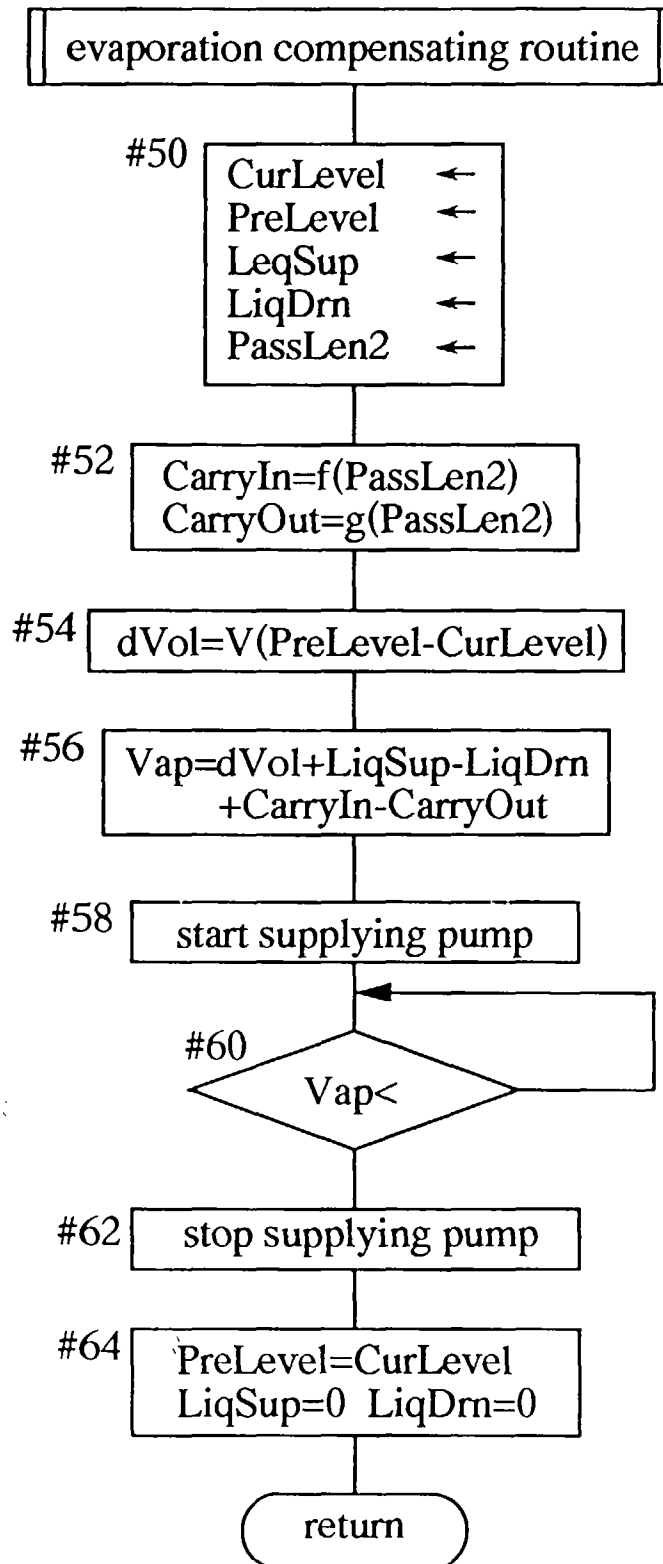 evaporation compensating routine
#50
CurLevel ←
PreLevel ←
LeqSup ←
LiqDrn ←
PassLen2 ←
#52
CarryIn=f(PassLen2)
CarryOut=g(PassLen2)
#54
dVol=V(PreLevel-CurLevel)
#56
Vap=dVol+LiqSup-LiqDrn
+CarryIn-CarryOut
#58
start supplying pump
#60
Vap<
#62
stop supplying pump
#64
PreLevel=CurLevel
LiqSup=0 LiqDrn=0
return